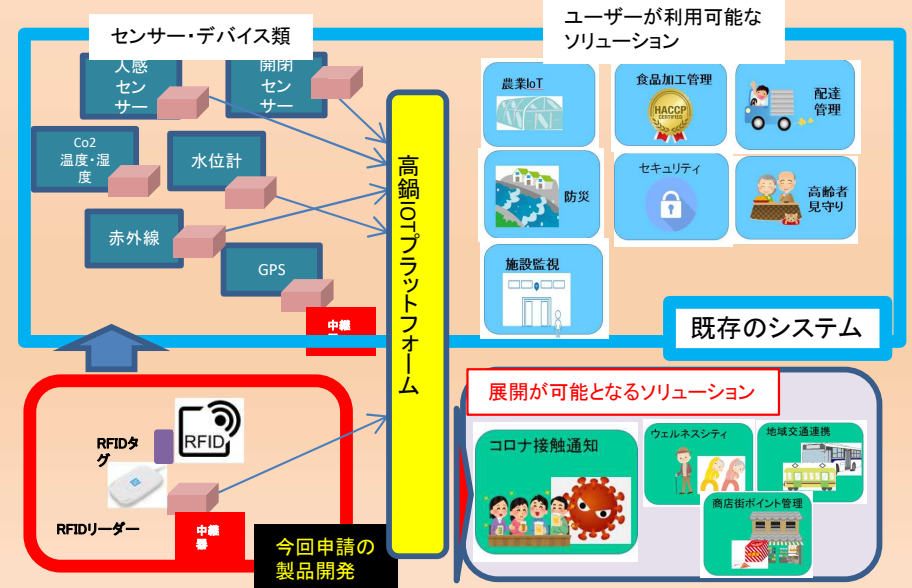 センサー・デバイス類
ユーザーが利用可能な
ソリューション
人感
セン
サー
開閉
セン
サー
Co2
温度・湿
度
水位計
赤外線
GPS
中継
高鍋IOTプラットフォーム
農業IoT
食品加工管理
HACCP
CERTIFIED
配達
管理
防災
セキュリティ
高齢者
見守り
施設監視
既存のシステム
RFIDタ
グ
RFID
RFIDリーダー
中継
器
今回申請の
製品開発
展開が可能となるソリューション
コロナ接触通知
ウェルネスシティ
地域交通連携
商店街ポイント管理